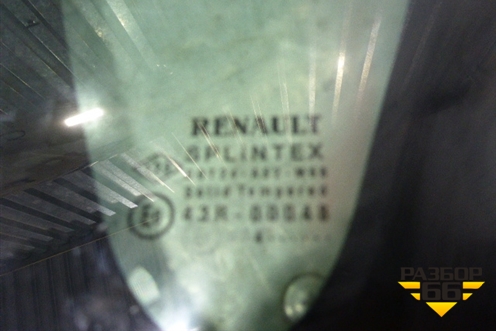 RENAULT
SPLINTEX
Solid Tempered
43R-00048
РАЗБОР
66